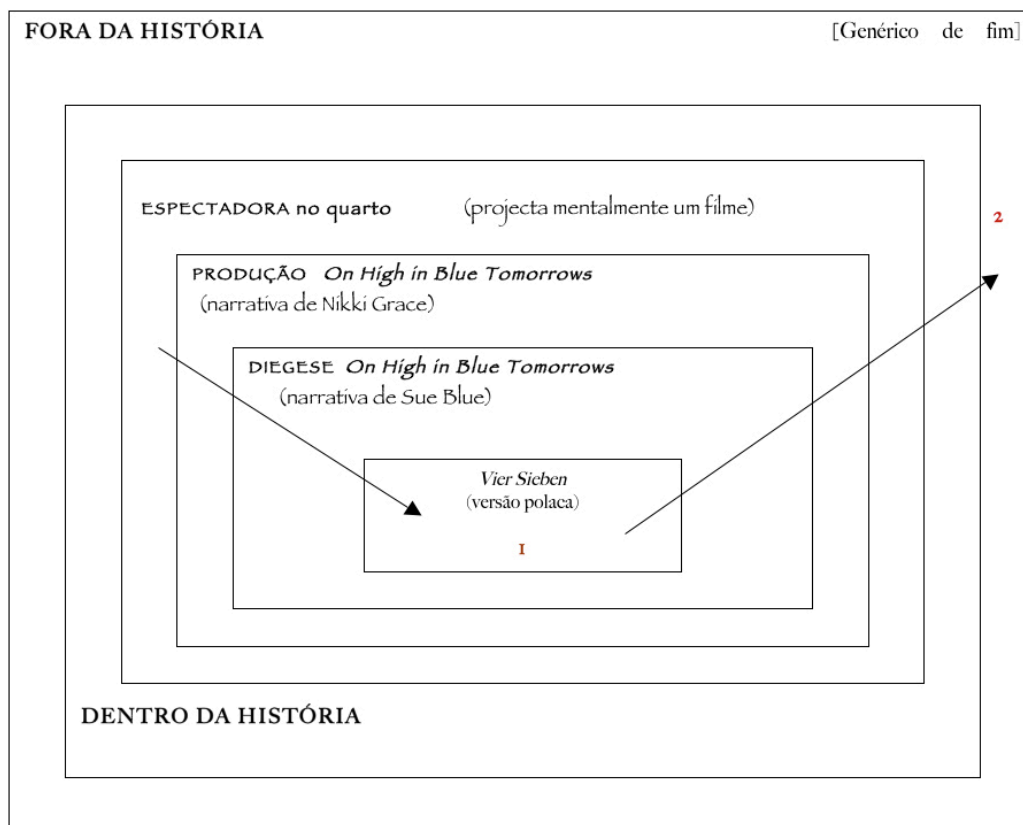 FORA DA HISTÓRIA [Genérico de fim]
ESPECTADORA no quarto (projecta mentalmente um filme)
2
PRODUÇÃO On High in Blue Tomorrows
(narrativa de Nikki Grace)
DIEGESE On High in Blue Tomorrows
(narrativa de Sue Blue)
Vier Sieben
(versão polaca)
1
DENTRO DA HISTÓRIA